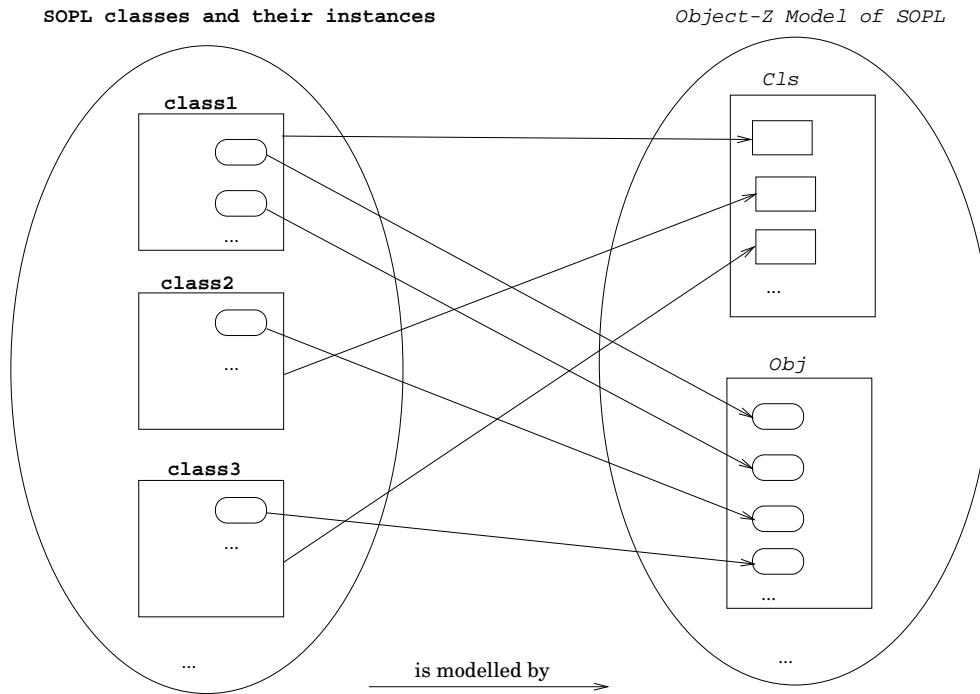 SOPL classes and their instances
Object-Z Model of SOPL
class1
...
class2
...
class3
...
...
Cls
...
Obj
...
...
is modelled by